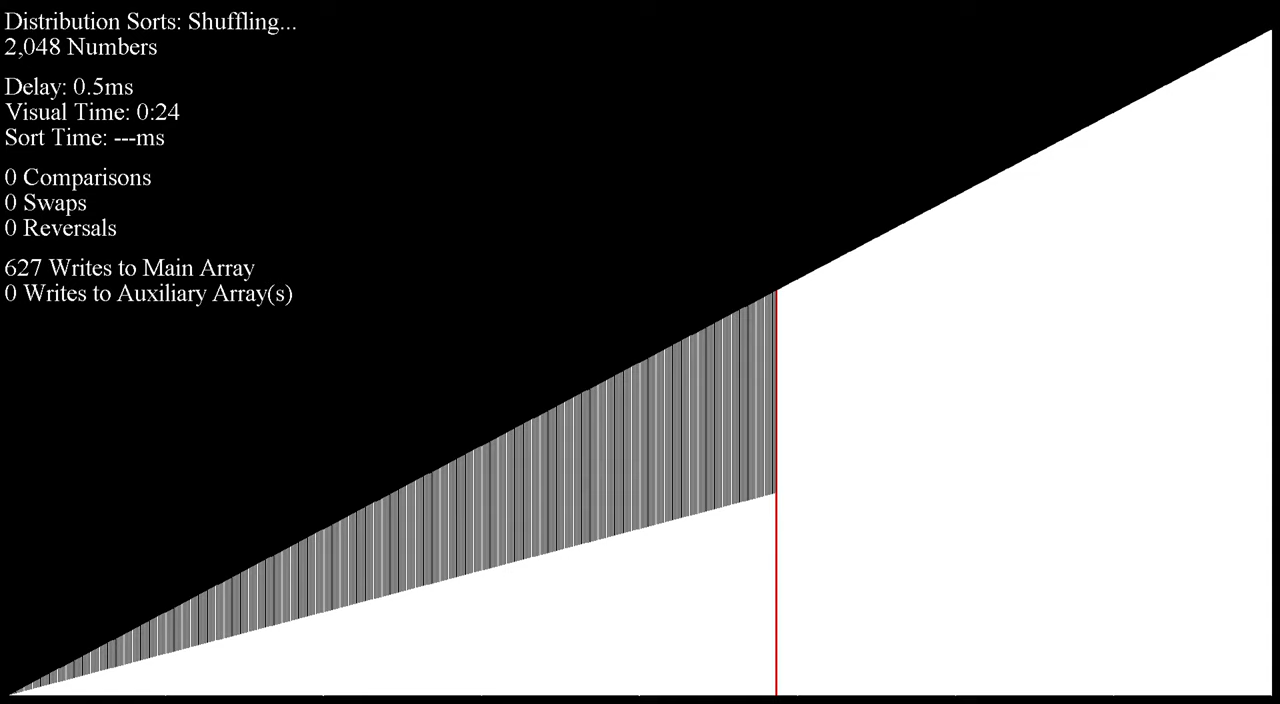 Distribution Sorts: Shuffling...
2,048 Numbers
Delay: 0.5ms
Visual Time: 0:24
Sort Time: ---ms
0 Comparisons
0 Swaps
0 Reversals
627 Writes to Main Array
0 Writes to Auxiliary Array(s)